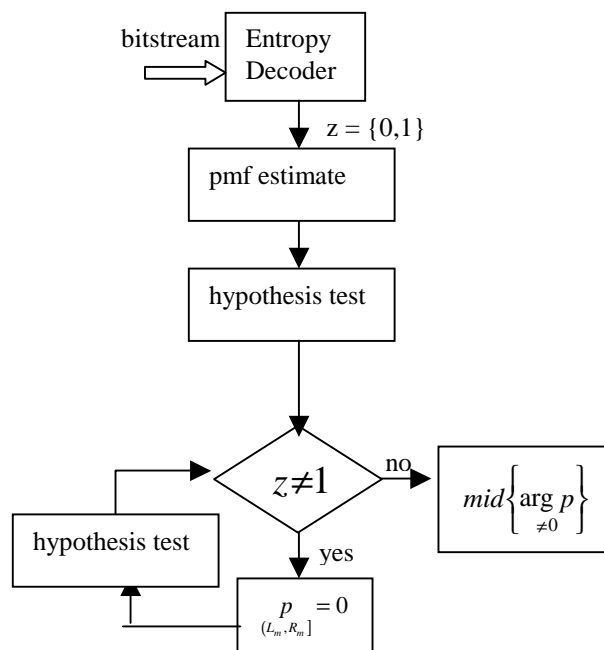 bitstream
Entropy
Decoder
z = {0,1}
pmf estimate
hypothesis test
z≠1
no
mid{arg p}
≠0
hypothesis test
yes
p = 0
(L_m, R_m]